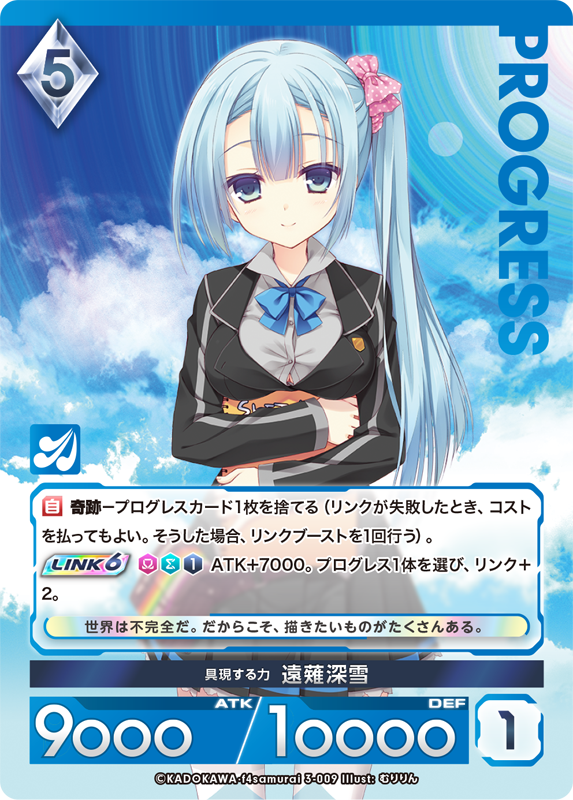 5
PROGRESS
自 奇跡―プログレスカード1枚を捨てる(リンクが失敗したとき、コスト
を払ってもよい。そうした場合、リンクブーストを1回行う)。
LINK6 Ω Σ 1 ATK+7000。プログレス1体を選び、リンク+
2。
世界は不完全だ。だからこそ、描きたいものがたくさんある。
具現する力 遠薙深雪
ATK DEF
9000/10000 1
©KADOKAWA・f4samurai 3-009 Illust: むりりん